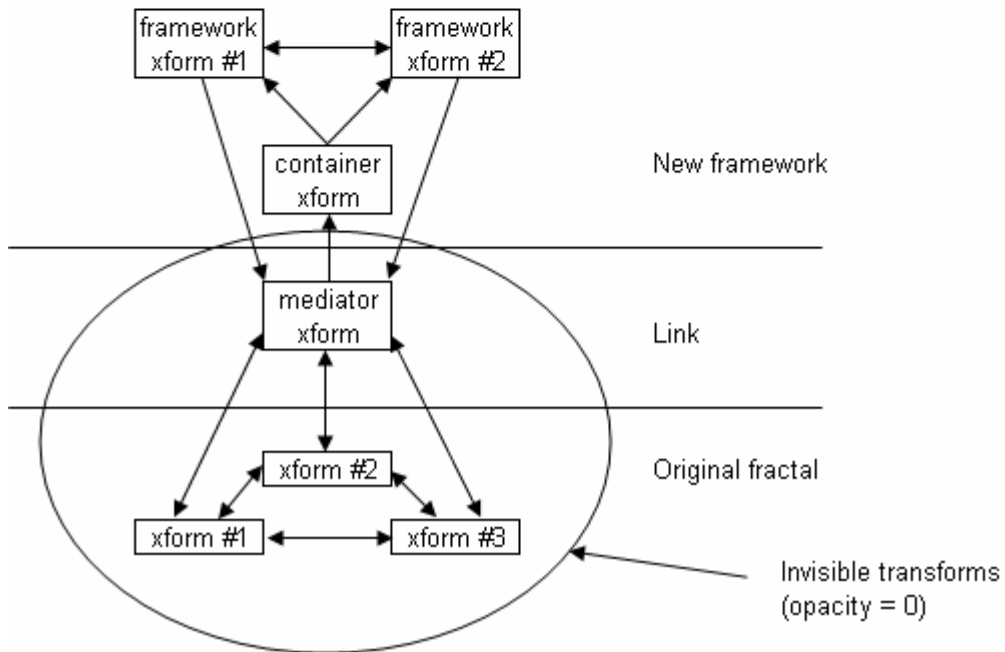 framework
xform #1
framework
xform #2
container
xform
New framework
mediator
xform
Link
xform #2
Original fractal
xform #1
xform #3
Invisible transforms
(opacity = 0)